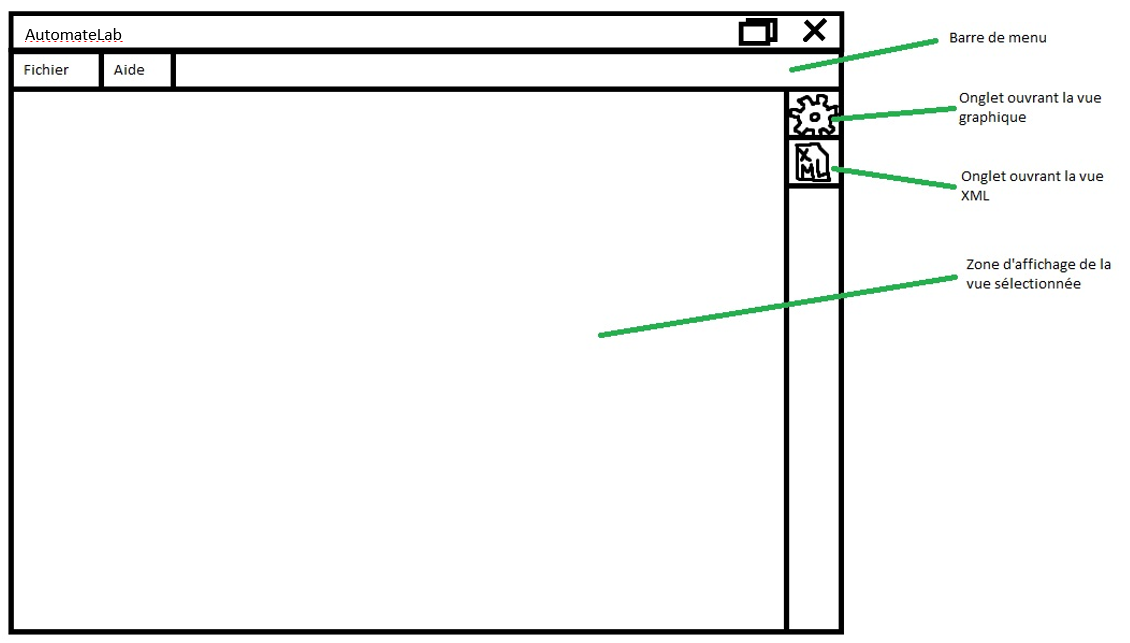 AutomateLab
Fichier
Aide
Barre de menu
Onglet ouvrant la vue
graphique
X
ML
Onglet ouvrant la vue
XML
Zone d'affichage de la
vue sélectionnée